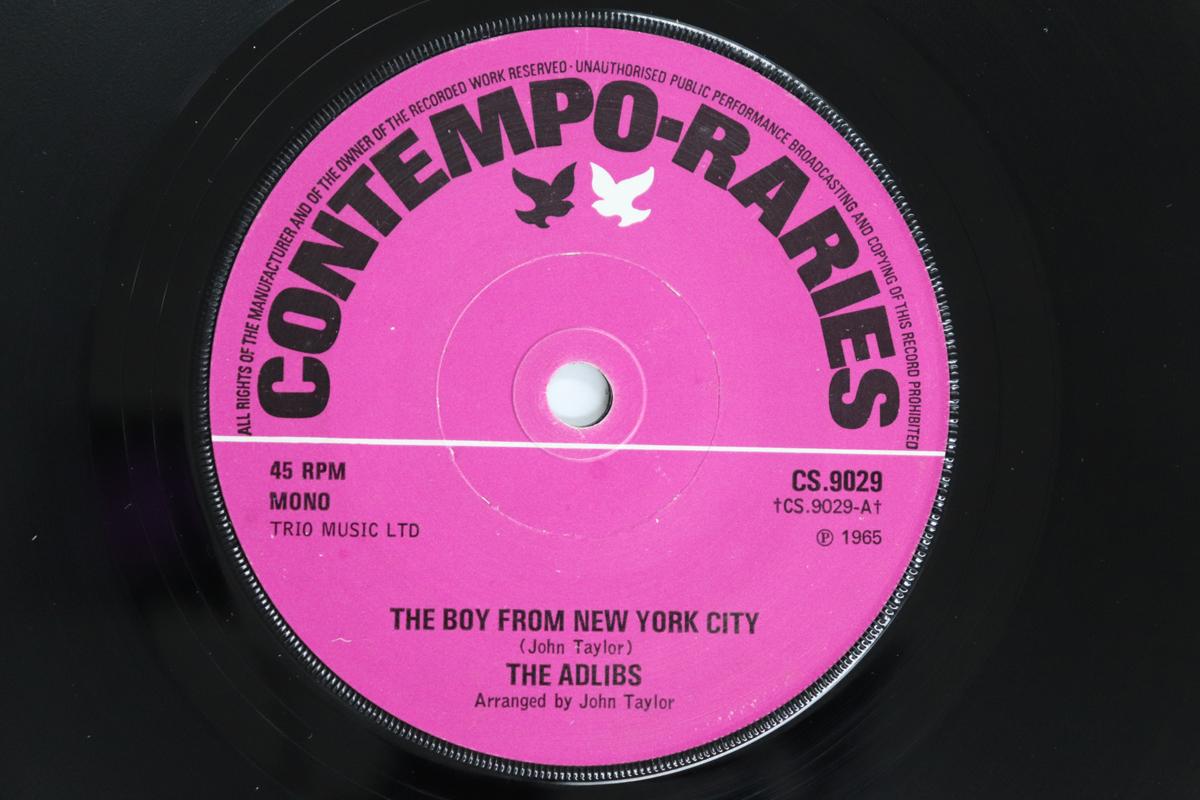 ALL RIGHTS OF THE MANUFACTURER AND OF THE OWNER OF THE RECORDED WORK RESERVED · UNAUTHORISED PUBLIC PERFORMANCE BROADCASTING AND COPYING OF THIS RECORD PROHIBITED
CONTEMPO-RARIES
45 RPM
MONO
TRIO MUSIC LTD
CS.9029
†CS.9029-A†
℗ 1965
THE BOY FROM NEW YORK CITY
(John Taylor)
THE ADLIBS
Arranged by John Taylor